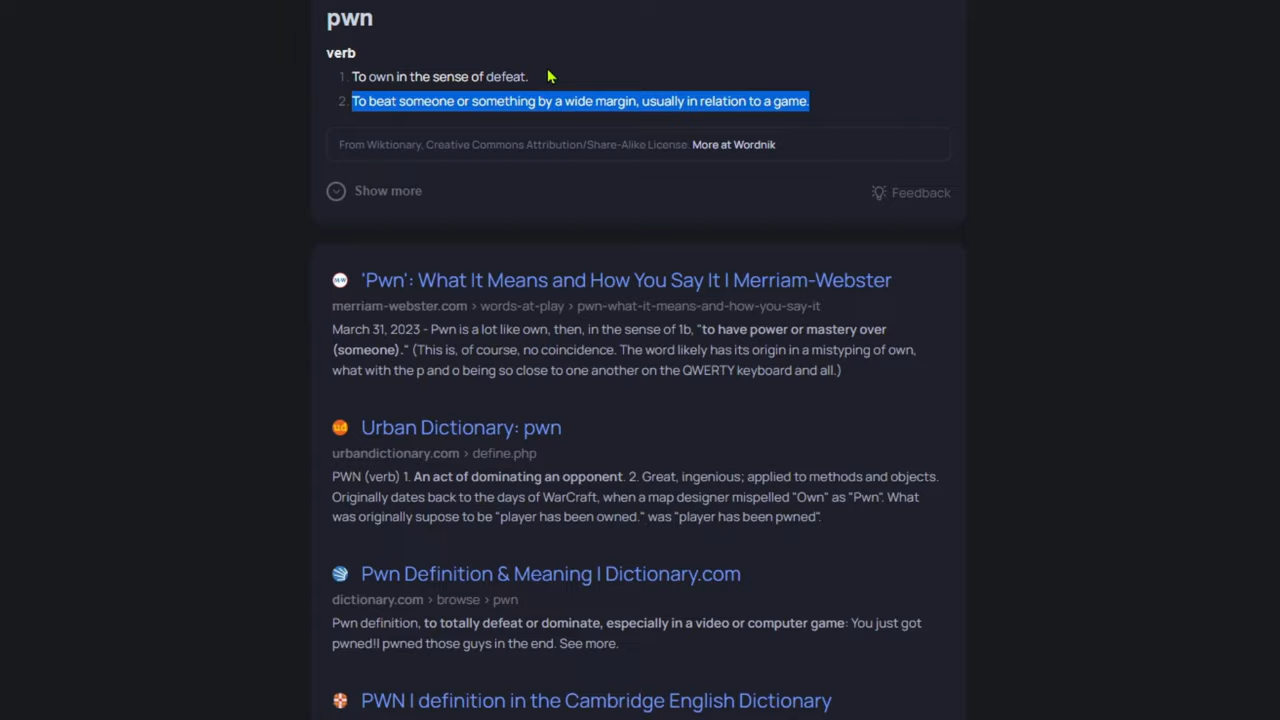 pwn
verb
1. To own in the sense of defeat.
2. To beat someone or something by a wide margin, usually in relation to a game.
From Wiktionary, Creative Commons Attribution/Share-Alike License. More at Wordnik
Show more
Feedback
'Pwn': What It Means and How You Say It | Merriam-Webster
merriam-webster.com › words-at-play › pwn-what-it-means-and-how-you-say-it
March 31, 2023 - Pwn is a lot like own, then, in the sense of 1b, "to have power or mastery over
(someone)." (This is, of course, no coincidence. The word likely has its origin in a mistyping of own,
what with the p and o being so close to one another on the QWERTY keyboard and all.)
Urban Dictionary: pwn
urbandictionary.com › define.php
PWN (verb) 1. An act of dominating an opponent. 2. Great, ingenious; applied to methods and objects.
Originally dates back to the days of WarCraft, when a map designer mispelled "Own" as "Pwn". What
was originally supose to be "player has been owned." was "player has been pwned".
Pwn Definition & Meaning | Dictionary.com
dictionary.com › browse › pwn
Pwn definition, to totally defeat or dominate, especially in a video or computer game: You just got
pwned!I pwned those guys in the end. See more.
PWN | definition in the Cambridge English Dictionary